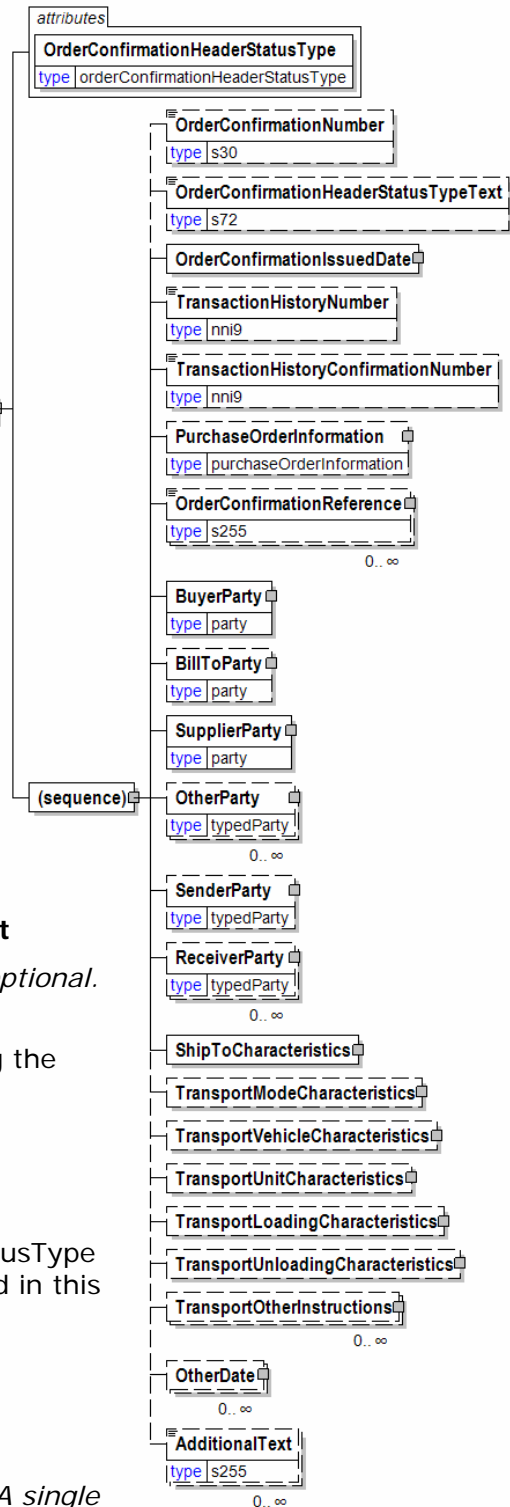 attributes
OrderConfirmationHeaderStatusType
type orderConfirmationHeaderStatusType
OrderConfirmationNumber
type s30
OrderConfirmationHeaderStatusTypeText
type s72
OrderConfirmationIssuedDate
TransactionHistoryNumber
type nni9
TransactionHistoryConfirmationNumber
type nni9
PurchaseOrderInformation
type purchaseOrderInformation
OrderConfirmationReference
type s255
0.. ∞
BuyerParty
type party
BillToParty
type party
SupplierParty
type party
(sequence)
OtherParty
type typedParty
0.. ∞
SenderParty
type typedParty
t
ptional.
ReceiverParty
type typedParty
0.. ∞
g the
ShipToCharacteristics
TransportModeCharacteristics
TransportVehicleCharacteristics
TransportUnitCharacteristics
TransportLoadingCharacteristics
usType
TransportUnloadingCharacteristics
d in this
TransportOtherInstructions
0.. ∞
OtherDate
0.. ∞
AdditionalText
type s255
A single
0.. ∞